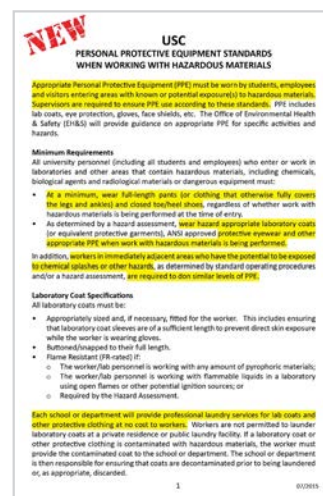 NEW
USC
PERSONAL PROTECTIVE EQUIPMENT STANDARDS
WHEN WORKING WITH HAZARDOUS MATERIALS
Appropriate Personal Protective Equipment (PPE) must be worn by students, employees
and visitors entering areas with known or potential exposure(s) to hazardous materials.
Supervisors are required to ensure PPE use according to these standards. PPE includes
lab coats, eye protection, gloves, face shields, etc. The Office of Environmental Health
& Safety (EH&S) will provide guidance on appropriate PPE for specific activities and
hazards.
Minimum Requirements
All university personnel (including all students and employees) who enter or work in
laboratories and other areas that contain hazardous materials, including chemicals,
biological agents and radiological materials or dangerous equipment must:
• At a minimum, wear full-length pants (or clothing that otherwise fully covers
the legs and ankles) and closed toe/heel shoes, regardless of whether work with
hazardous materials is being performed at the time of entry.
• As determined by a hazard assessment, wear hazard appropriate laboratory coats
(or equivalent protective garments), ANSI approved protective eyewear and other
appropriate PPE when work with hazardous materials is being performed.
In addition, workers in immediately adjacent areas who have the potential to be exposed
to chemical splashes or other hazards, as determined by standard operating procedures
and/or a hazard assessment, are required to don similar levels of PPE.
Laboratory Coat Specifications
All laboratory coats must be:
• Appropriately sized and, if necessary, fitted for the worker. This includes ensuring
that laboratory coat sleeves are of a sufficient length to prevent direct skin exposure
while the worker is wearing gloves.
• Buttoned/snapped to their full length.
• Flame Resistant (FR-rated) if:
o The worker/lab personnel is working with any amount of pyrophoric materials;
o The worker/lab personnel is working with flammable liquids in a laboratory
using open flames or other potential ignition sources; or
o Required by the Hazard Assessment.
Each school or department will provide professional laundry services for lab coats and
other protective clothing at no cost to workers. Workers are not permitted to launder
laboratory coats at a private residence or public laundry facility. If a laboratory coat or
other protective clothing is contaminated with hazardous materials, the worker must
provide the contaminated coat to the school or department. The school or department
is then responsible for ensuring that coats are decontaminated prior to being laundered
or, as appropriate, discarded.
1
07/2015